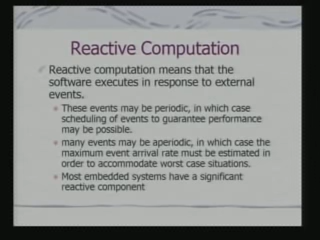 Reactive Computation
Reactive computation means that the
software executes in response to external
events.
These events may be periodic, in which case
scheduling of events to guarantee performance
may be possible.
many events may be aperiodic, in which case the
maximum event arrival rate must be estimated in
order to accommodate worst case situations.
Most embedded systems have a significant
reactive component